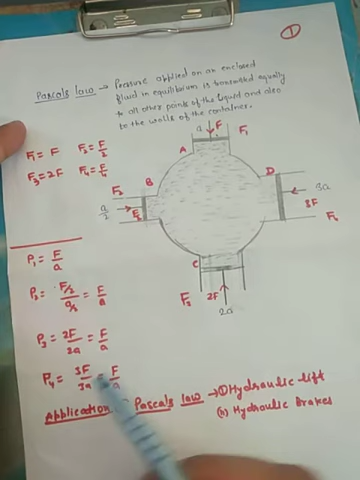 ①
Pascals law → Pressure applied on an enclosed
fluid in equilibrium is transmitted equally
to all other points of the liquid and also
to the walls of the container.
F₁ = F F₂ = F/2
F₃ = 2F
a F F₁
A
B
D
F₂
a/2
3a
3F
F₄
C
F₃ 2F
2a
P₁ = F/a
P₂ = F/2 / a/2 = F/a
P₃ = 2F/2a = F/a
P₄ = 3F/3a = F/a
Application Pascals law → (i) Hydraulic lift
(ii) Hydraulic Brakes